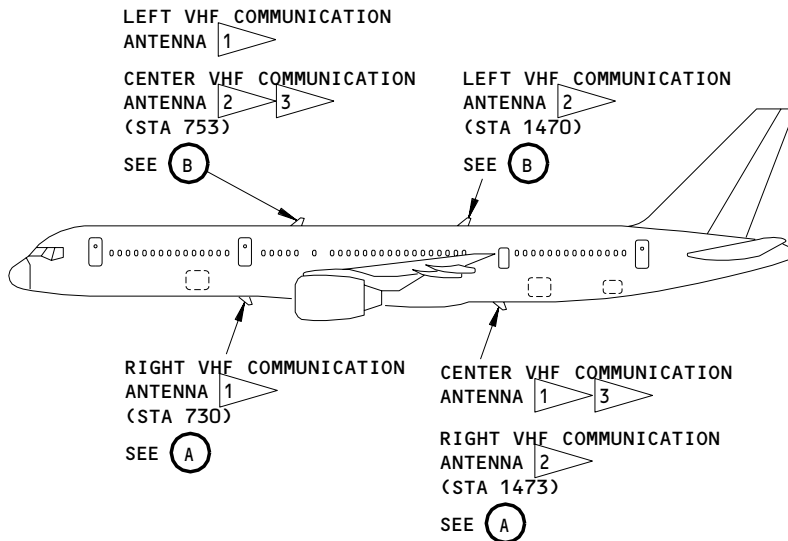 LEFT VHF COMMUNICATION
ANTENNA 1
CENTER VHF COMMUNICATION
ANTENNA 2 3
(STA 753)
SEE B
LEFT VHF COMMUNICATION
ANTENNA 2
(STA 1470)
SEE B
RIGHT VHF COMMUNICATION
ANTENNA 1
(STA 730)
SEE A
CENTER VHF COMMUNICATION
ANTENNA 1 3
RIGHT VHF COMMUNICATION
ANTENNA 2
(STA 1473)
SEE A